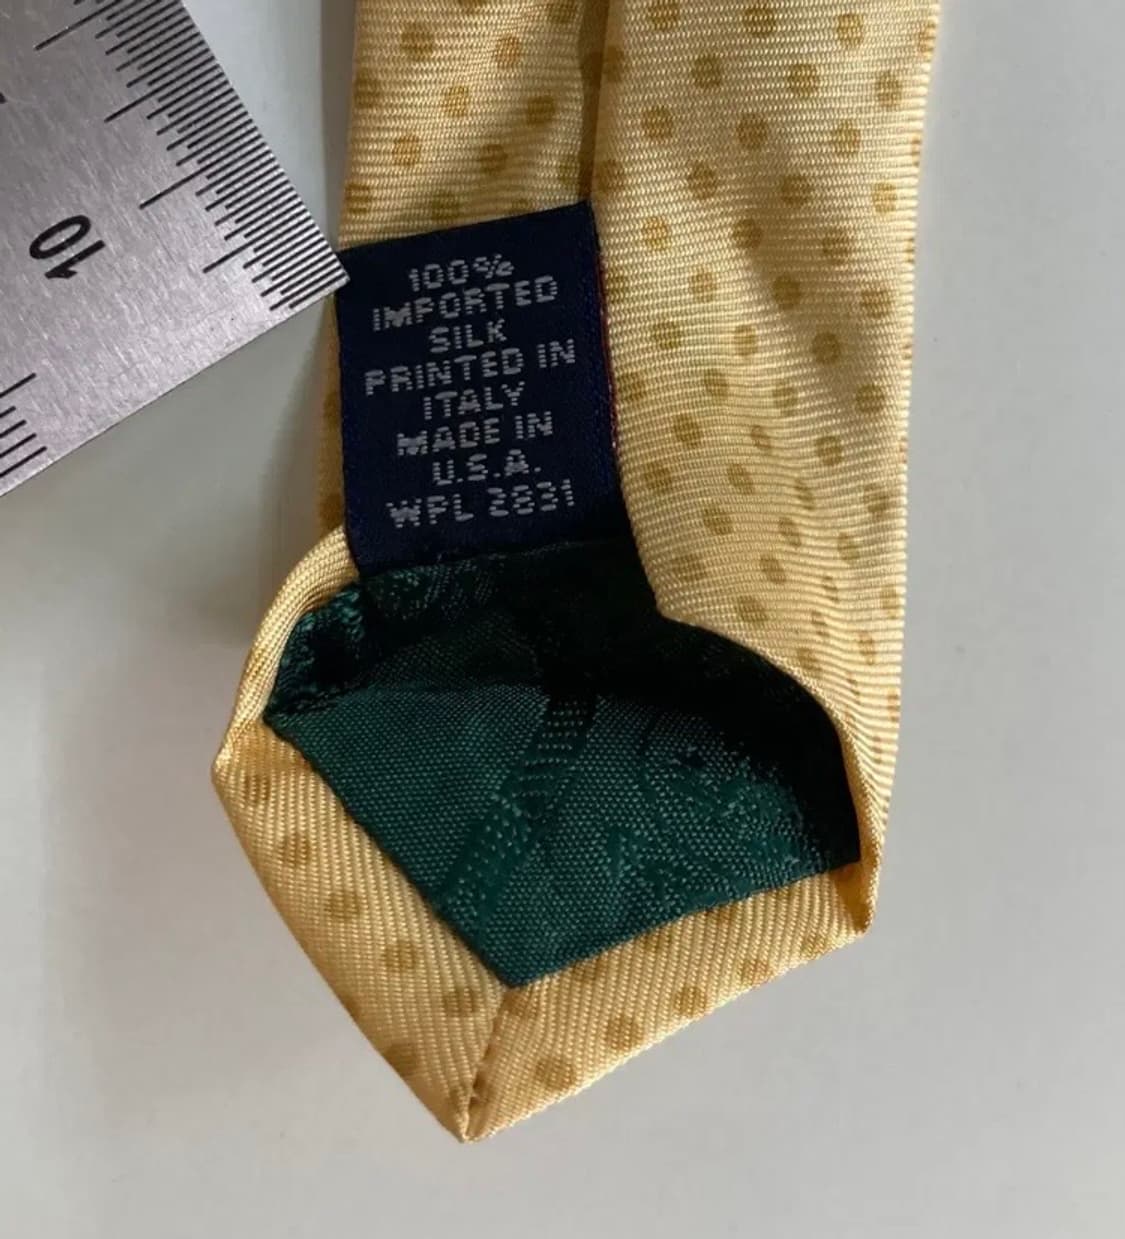 10
100%
IMPORTED
SILK
PRINTED IN
ITALY
MADE IN
U.S.A.
WPL 2831